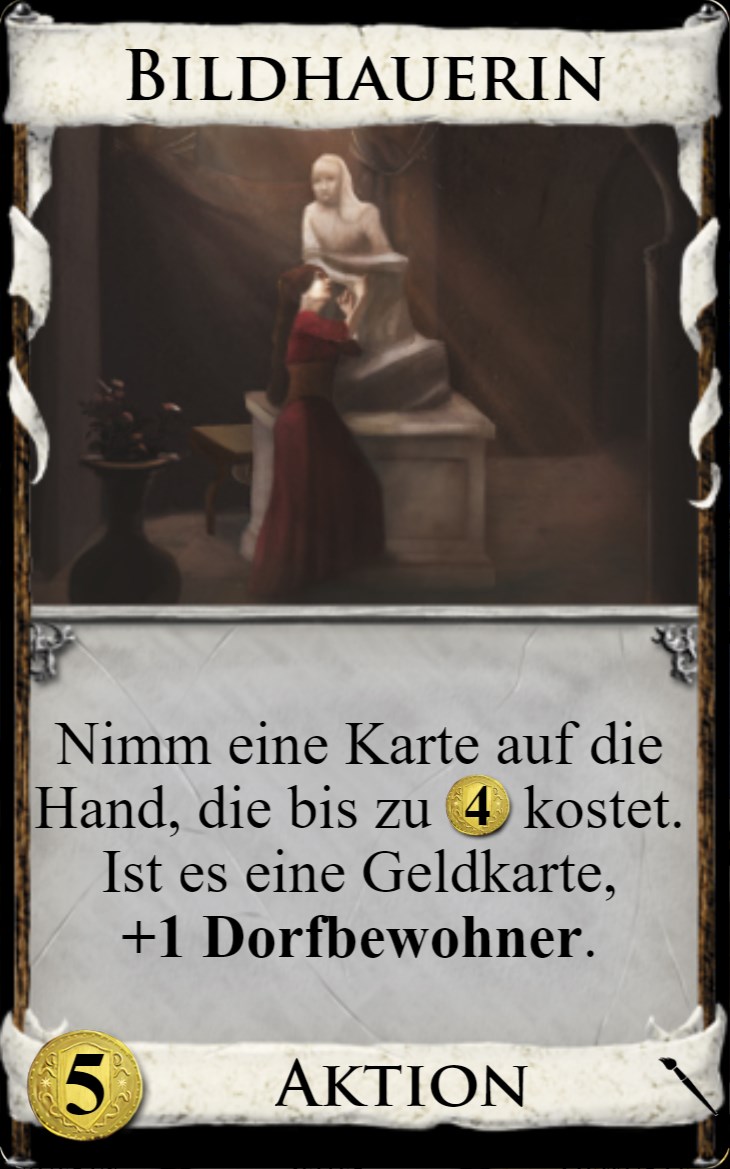 Bildhauerin
Nimm eine Karte auf die
Hand, die bis zu 4 kostet.
Ist es eine Geldkarte,
+1 Dorfbewohner.
5 Aktion